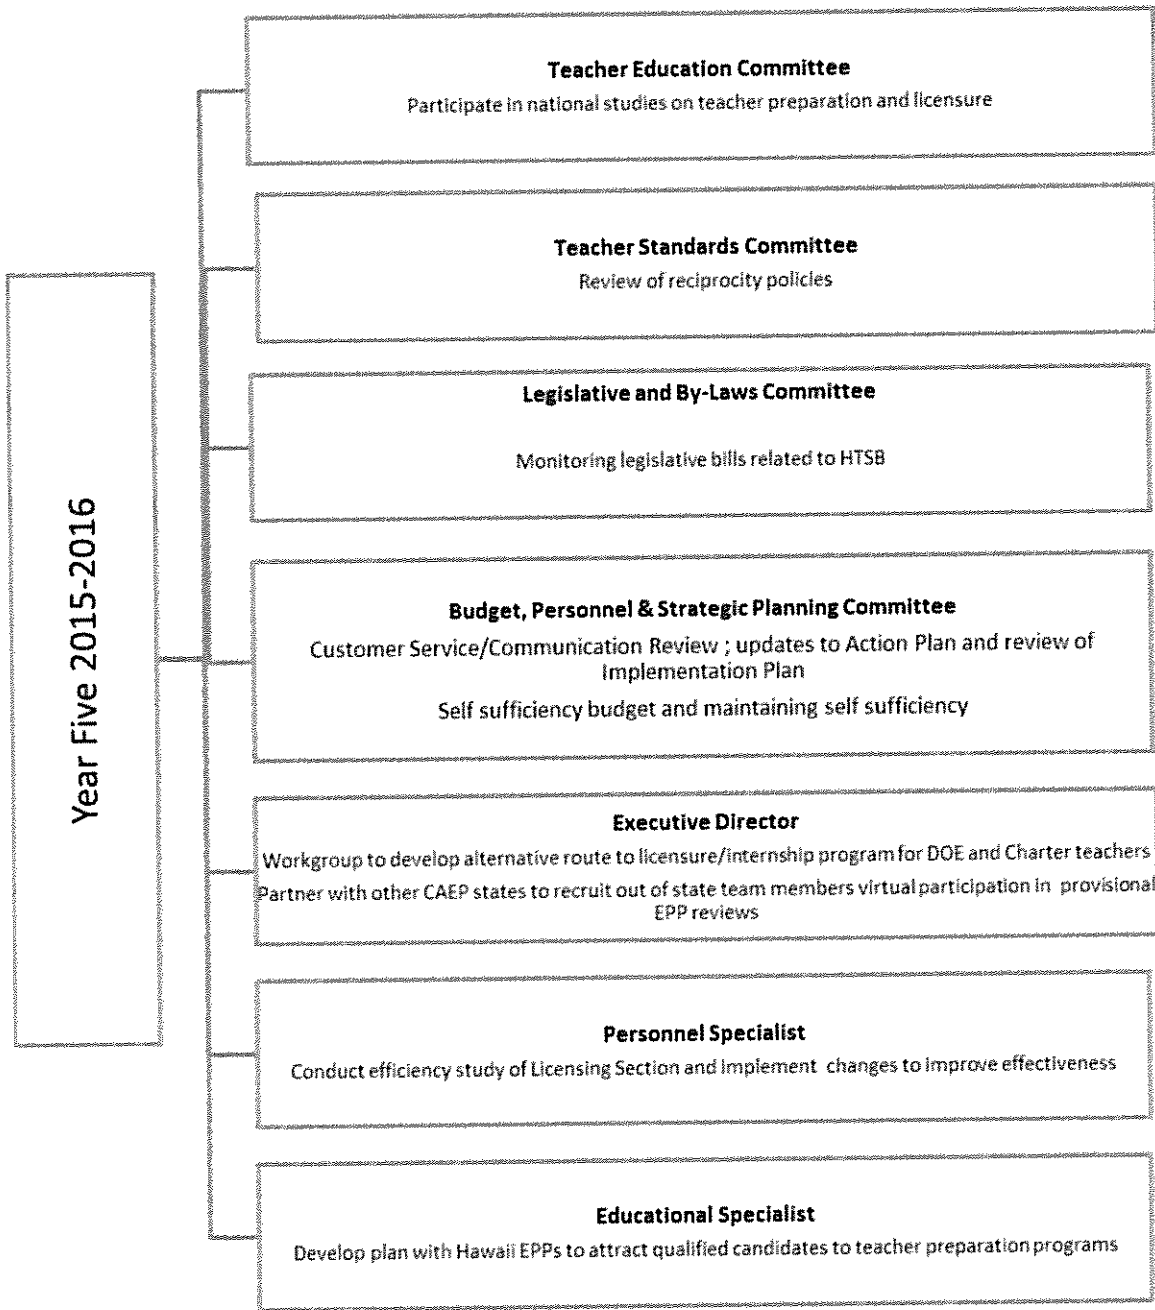 Year Five 2015-2016
Teacher Education Committee
Participate in national studies on teacher preparation and licensure
Teacher Standards Committee
Review of reciprocity policies
Legislative and By-Laws Committee
Monitoring legislative bills related to HTSB
Budget, Personnel & Strategic Planning Committee
Customer Service/Communication Review ; updates to Action Plan and review of
Implementation Plan
Self sufficiency budget and maintaining self sufficiency
Executive Director
Workgroup to develop alternative route to licensure/internship program for DOE and Charter teachers
Partner with other CAEP states to recruit out of state team members virtual participation in provisional
EPP reviews
Personnel Specialist
Conduct efficiency study of Licensing Section and Implement changes to improve effectiveness
Educational Specialist
Develop plan with Hawaii EPPs to attract qualified candidates to teacher preparation programs